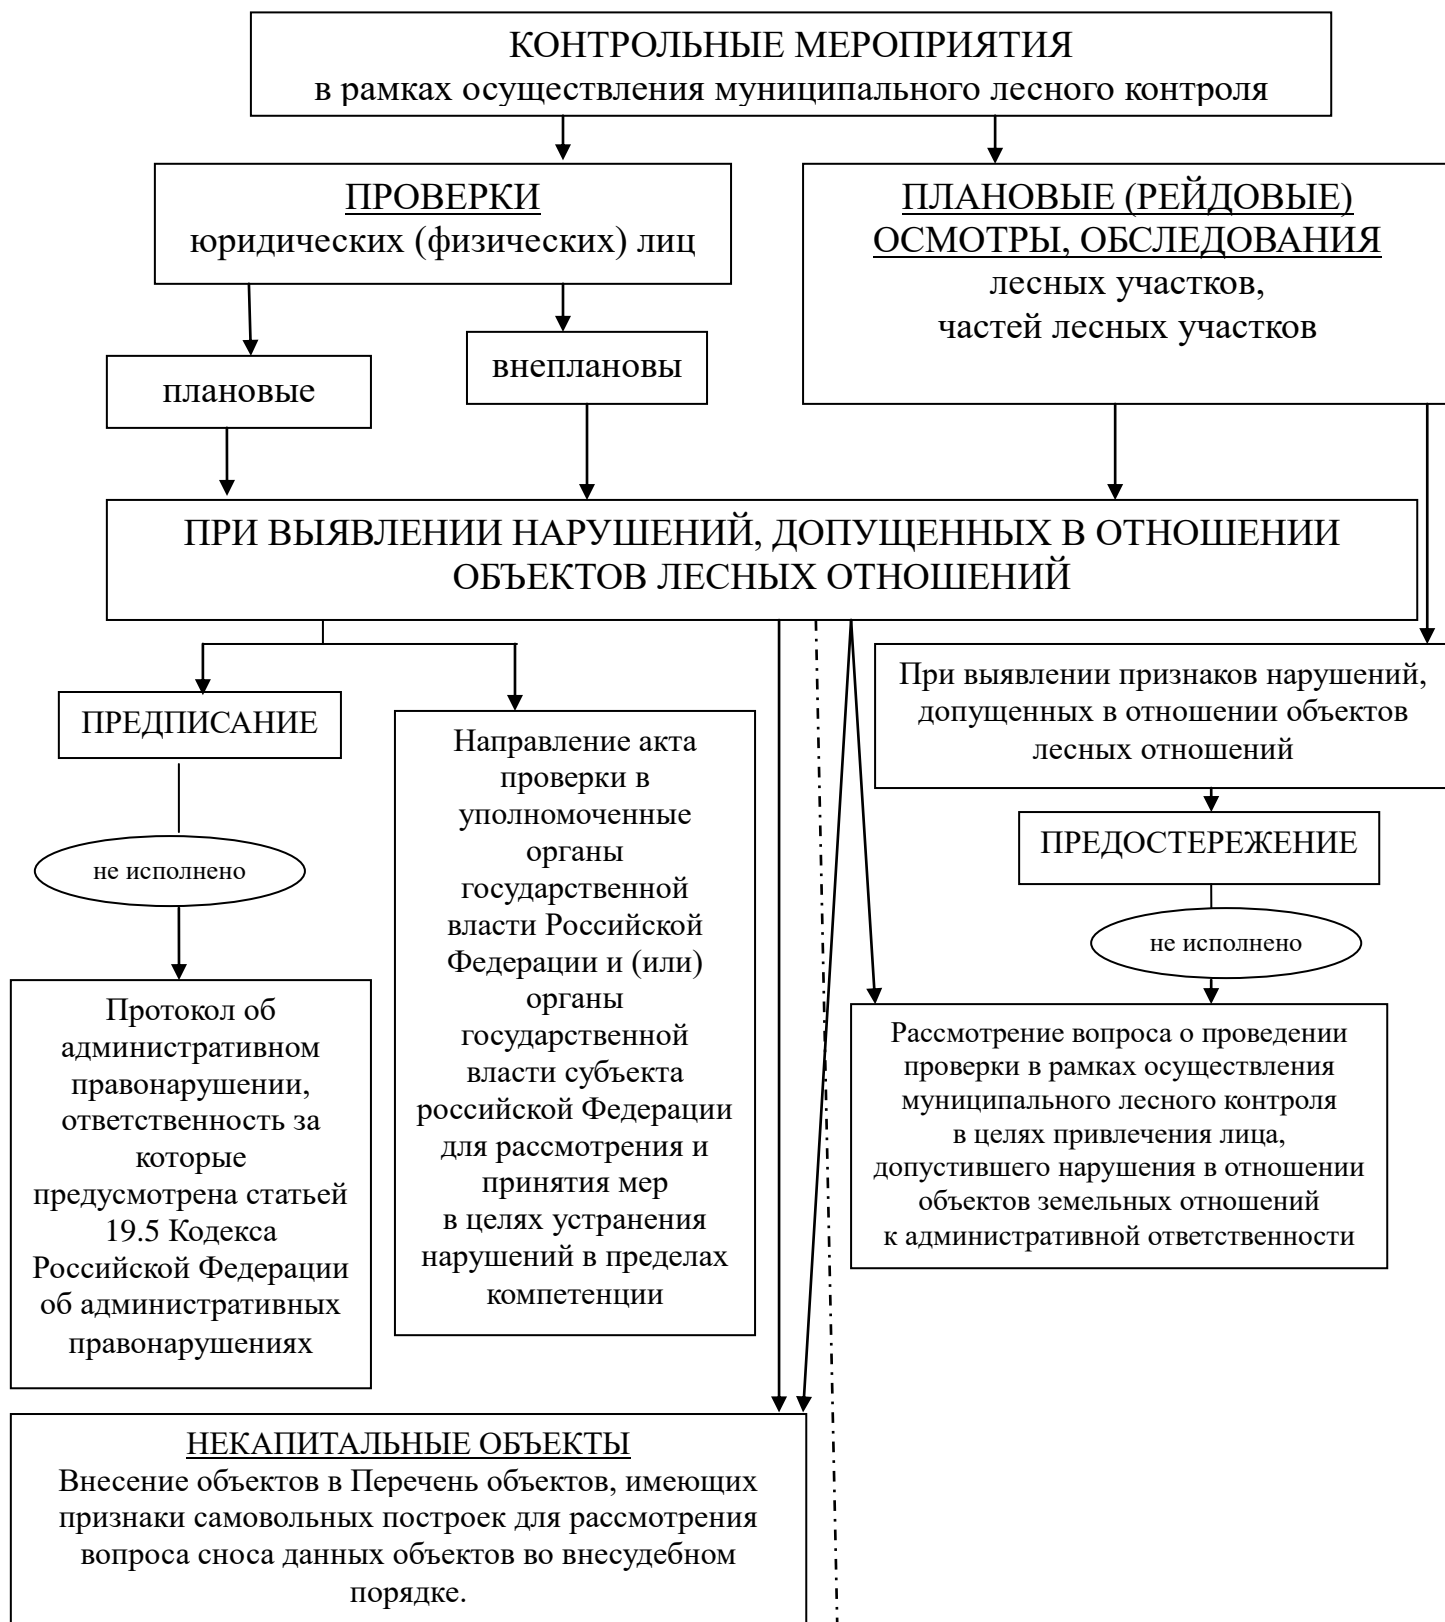 КОНТРОЛЬНЫЕ МЕРОПРИЯТИЯ
в рамках осуществления муниципального лесного контроля
ПРОВЕРКИ
юридических (физических) лиц
ПЛАНОВЫЕ (РЕЙДОВЫЕ)
ОСМОТРЫ, ОБСЛЕДОВАНИЯ
лесных участков,
частей лесных участков
плановые
внеплановы
ПРИ ВЫЯВЛЕНИИ НАРУШЕНИЙ, ДОПУЩЕННЫХ В ОТНОШЕНИИ
ОБЪЕКТОВ ЛЕСНЫХ ОТНОШЕНИЙ
ПРЕДПИСАНИЕ
не исполнено
Протокол об
административном
правонарушении,
ответственность за
которые
предусмотрена статьей
19.5 Кодекса
Российской Федерации
об административных
правонарушениях
Направление акта
проверки в
уполномоченные
органы
государственной
власти Российской
Федерации и (или)
органы
государственной
власти субъекта
российской Федерации
для рассмотрения и
принятия мер
в целях устранения
нарушений в пределах
компетенции
При выявлении признаков нарушений,
допущенных в отношении объектов
лесных отношений
ПРЕДОСТЕРЕЖЕНИЕ
не исполнено
Рассмотрение вопроса о проведении
проверки в рамках осуществления
муниципального лесного контроля
в целях привлечения лица,
допустившего нарушения в отношении
объектов земельных отношений
к административной ответственности
НЕКАПИТАЛЬНЫЕ ОБЪЕКТЫ
Внесение объектов в Перечень объектов, имеющих
признаки самовольных построек для рассмотрения
вопроса сноса данных объектов во внесудебном
порядке.